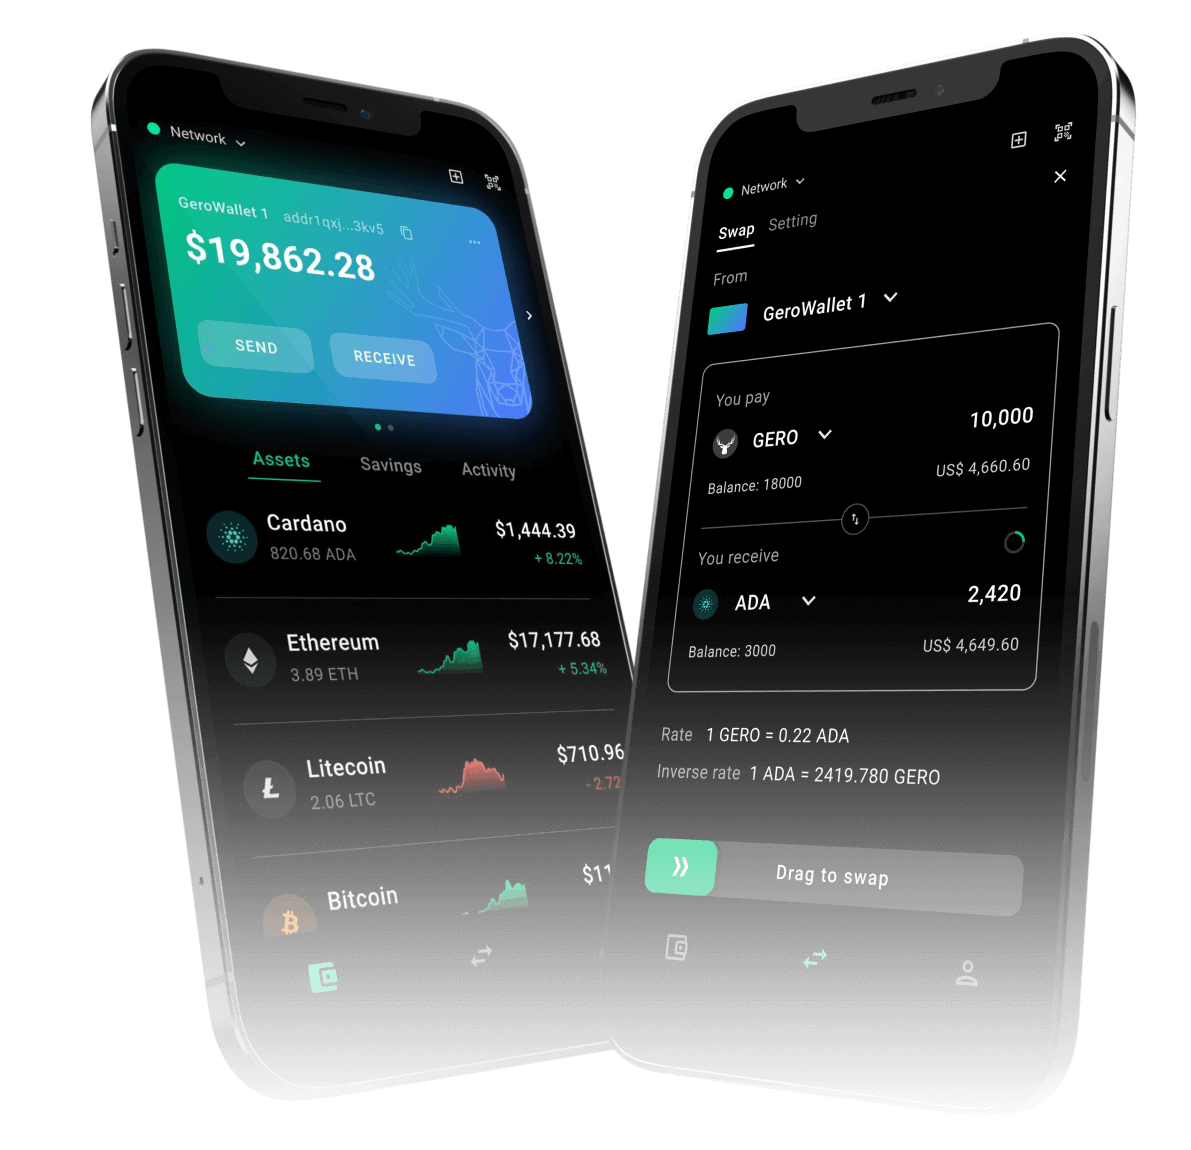 Network
GeroWallet 1 addr1qxj...3kv5
$19,862.28
SEND
RECEIVE
Assets Savings Activity
Cardano $1,444.39
820.68 ADA + 8.22%
Ethereum $17,177.68
3.89 ETH + 5.34%
Litecoin $710.96
2.06 LTC - 2.72
Bitcoin $11
Network
Swap Setting
From
GeroWallet 1
You pay
GERO 10,000
Balance: 18000 US$ 4,660.60
You receive
ADA 2,420
Balance: 3000 US$ 4,649.60
Rate 1 GERO = 0.22 ADA
Inverse rate 1 ADA = 2419.780 GERO
Drag to swap